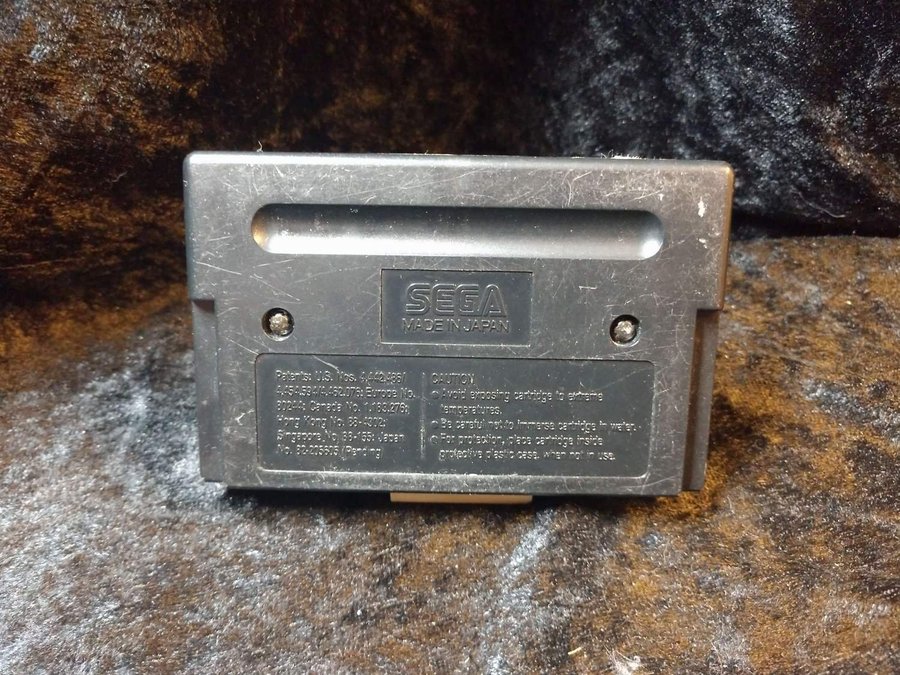 SEGA
MADE IN JAPAN
Patents: U.S. Nos. 4,442,486/
4,454,594/4,462,076; Europe No.
80244; Canada No. 1,183,276;
Hong Kong No. 88-4302;
Singapore No. 88-155; Japan
No. 82-205605 (Pending)
CAUTION
• Avoid exposing cartridge to extreme
temperatures.
• Be careful not to immerse cartridge in water.
• For protection, place cartridge inside
protective plastic case, when not in use.